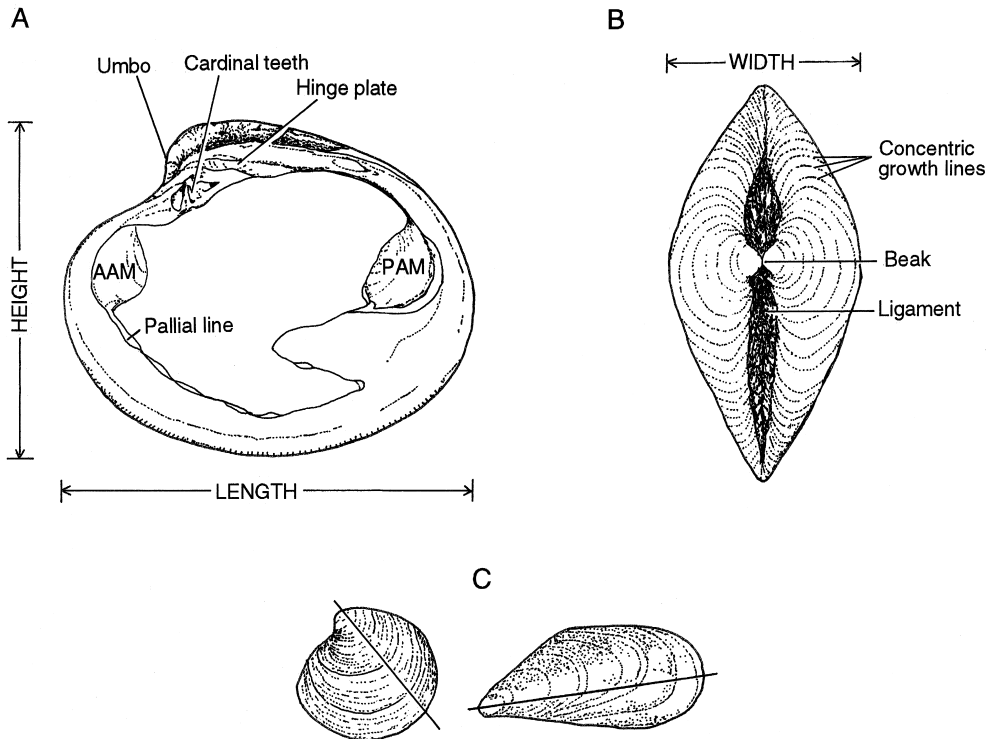 A
B
Umbo
Cardinal teeth
Hinge plate
WIDTH
Concentric
growth lines
HEIGHT
AAM
PAM
Beak
Pallial line
Ligament
LENGTH
C